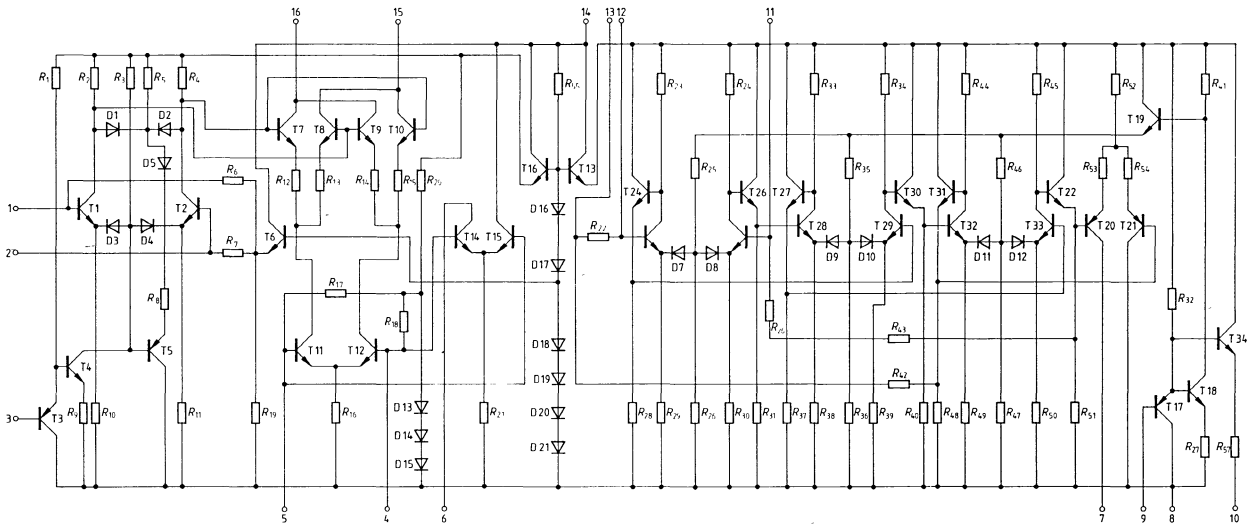 16 15 14 13 12 11
R1 R2 R3 R5 R4 R23 R24 R33 R34 R44 R45 R52 R41
D1 D2 T7 T8 T9 T10 T19
D5 T16 T13
R6 R12 R13 R14 R20 R25 R35 R46 R53 R54
T24 T26 T27 T30 T31 T22
1 T1 T2 D16
D3 D4 T6 T14 T15 R22 T28 T29 T32 T33 T20 T21
2 R7 D7 D8 D9 D10 D11 D12
D17
R8 R17 R32
R18 R26
R43
T5 T11 T12 D18 T34
T4 R42
D19 T18
3 T3 R9 R10 R11 R19 R16 D13 R21 D20 R28 R29 R26 R30 R31 R37 R38 R36 R39 R40 R48 R49 R47 R50 R51 T17
D14 D21 R27 R57
D15
5 4 6 7 9 8 10